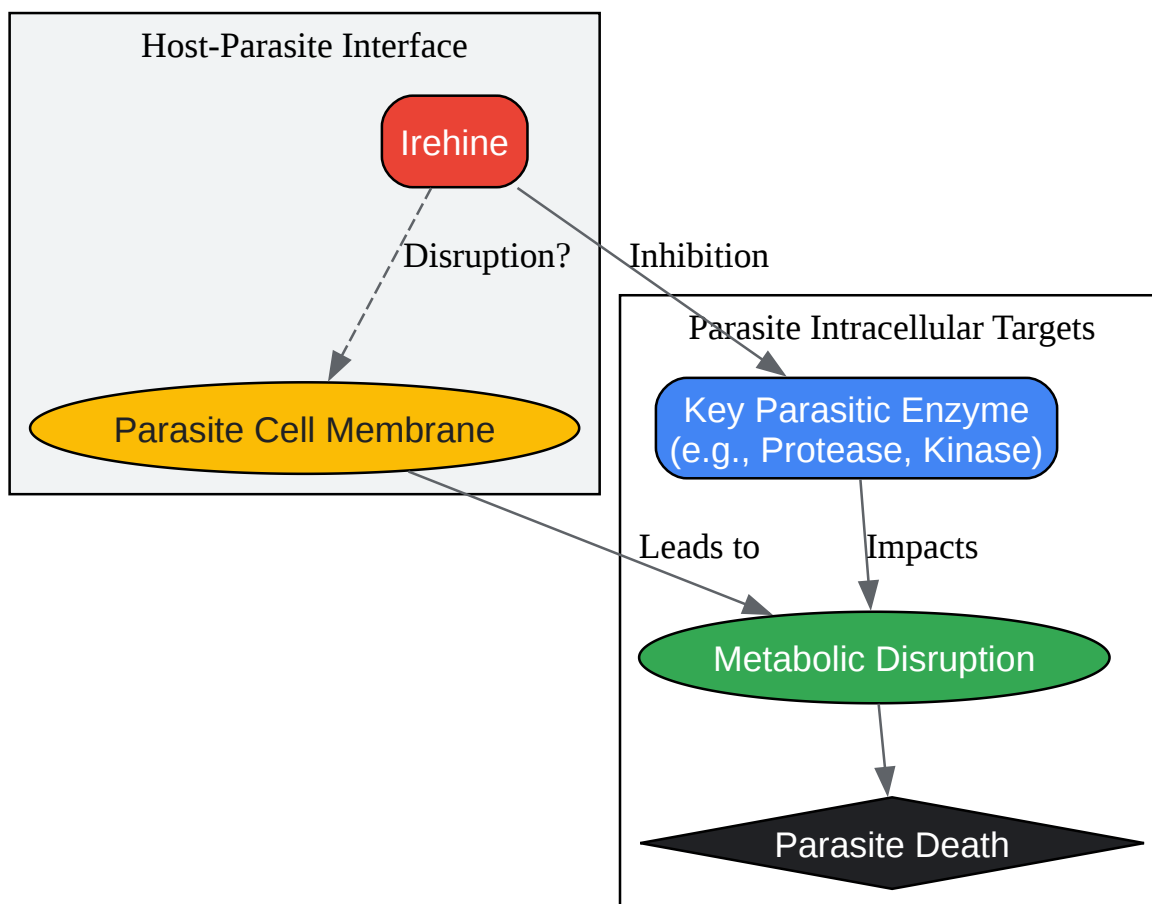 Host-Parasite Interface
Irehine
Disruption?
Inhibition
Parasite Intracellular Targets
Parasite Cell Membrane
Key Parasitic Enzyme
(e.g., Protease, Kinase)
Leads to
Impacts
Metabolic Disruption
Parasite Death